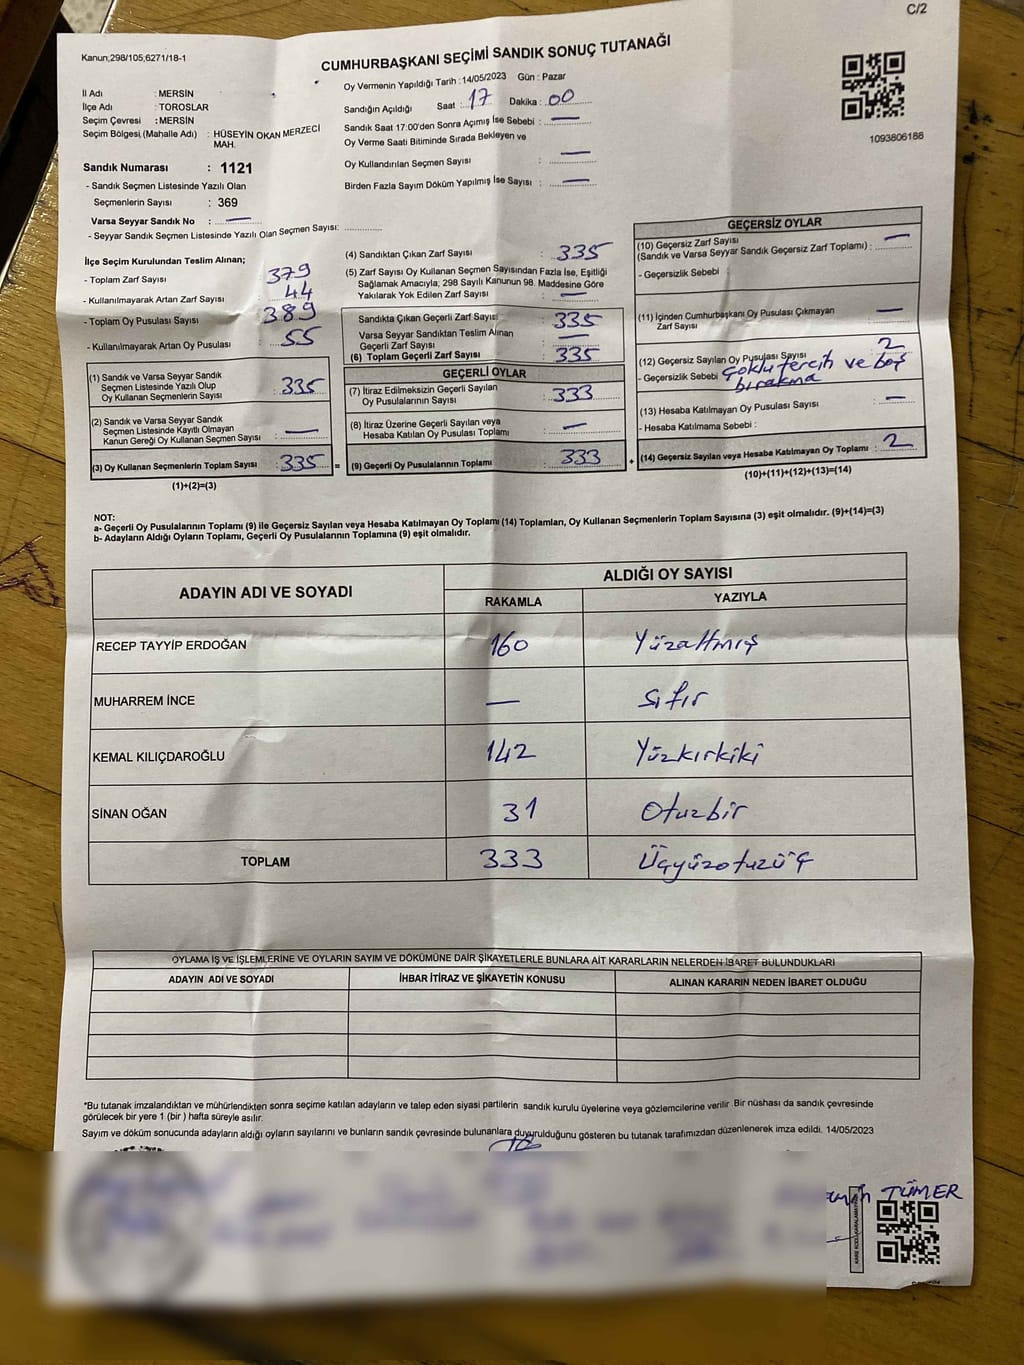 C/2
Kanun;298/105,6271/18-1
CUMHURBAŞKANI SEÇİMİ SANDIK SONUÇ TUTANAĞI
İl Adı : MERSİN
İlçe Adı : TOROSLAR
Seçim Çevresi : MERSİN
Seçim Bölgesi (Mahalle Adı) : HÜSEYİN OKAN MERZECİ
MAH.
Sandık Numarası : 1121
- Sandık Seçmen Listesinde Yazılı Olan
Seçmenlerin Sayısı : 369
Varsa Seyyar Sandık No : —
- Seyyar Sandık Seçmen Listesinde Yazılı Olan Seçmen Sayısı:
Oy Vermenin Yapıldığı Tarih : 14/05/2023 Gün : Pazar
Sandığın Açıldığı Saat : 17 Dakika : 00
Sandık Saat 17:00'den Sonra Açımış İse Sebebi : —
Oy Verme Saati Bitiminde Sırada Bekleyen ve
Oy Kullandırılan Seçmen Sayısı : —
Birden Fazla Sayım Döküm Yapılmış İse Sayısı : —
1093806186
İlçe Seçim Kurulundan Teslim Alınan;
- Toplam Zarf Sayısı : 379
- Kullanılmayarak Artan Zarf Sayısı : 44
- Toplam Oy Pusulası Sayısı : 389
- Kullanılmayarak Artan Oy Pusulası : 55
(1) Sandık ve Varsa Seyyar Sandık
Seçmen Listesinde Yazılı Olup
Oy Kullanan Seçmenlerin Sayısı : 335
(2) Sandık ve Varsa Seyyar Sandık
Seçmen Listesinde Kayıtlı Olmayan
Kanun Gereği Oy Kullanan Seçmen Sayısı : —
(3) Oy Kullanan Seçmenlerin Toplam Sayısı : 335 =
(1)+(2)=(3)
(4) Sandıktan Çıkan Zarf Sayısı : 335
(5) Zarf Sayısı Oy Kullanan Seçmen Sayısından Fazla İse, Eşitliği
Sağlamak Amacıyla; 298 Sayılı Kanunun 98. Maddesine Göre
Yakılarak Yok Edilen Zarf Sayısı : —
Sandıkta Çıkan Geçerli Zarf Sayısı : 335
Varsa Seyyar Sandıktan Teslim Alınan
Geçerli Zarf Sayısı : —
(6) Toplam Geçerli Zarf Sayısı : 335
GEÇERLİ OYLAR
(7) İtiraz Edilmeksizin Geçerli Sayılan
Oy Pusulalarının Sayısı : 333
(8) İtiraz Üzerine Geçerli Sayılan veya
Hesaba Katılan Oy Pusulası Toplamı : —
(9) Geçerli Oy Pusulalarının Toplamı : 333 +
GEÇERSİZ OYLAR
(10) Geçersiz Zarf Sayısı
(Sandık ve Varsa Seyyar Sandık Geçersiz Zarf Toplamı) : —
- Geçersizlik Sebebi :
(11) İçinden Cumhurbaşkanı Oy Pusulası Çıkmayan
Zarf Sayısı : —
(12) Geçersiz Sayılan Oy Pusulası Sayısı : 2
- Geçersizlik Sebebi : Çoklu tercih ve boş
bırakma
(13) Hesaba Katılmayan Oy Pusulası Sayısı : —
- Hesaba Katılmama Sebebi :
(14) Geçersiz Sayılan veya Hesaba Katılmayan Oy Toplamı : 2
(10)+(11)+(12)+(13)=(14)
NOT:
a- Geçerli Oy Pusulalarının Toplamı (9) ile Geçersiz Sayılan veya Hesaba Katılmayan Oy Toplamı (14) Toplamları, Oy Kullanan Seçmenlerin Toplam Sayısına (3) eşit olmalıdır. (9)+(14)=(3)
b- Adayların Aldığı Oyların Toplamı, Geçerli Oy Pusulalarının Toplamına (9) eşit olmalıdır.
ADAYIN ADI VE SOYADI
ALDIĞI OY SAYISI
RAKAMLA YAZIYLA
RECEP TAYYİP ERDOĞAN 160 Yüzaltmış
MUHARREM İNCE — Sıfır
KEMAL KILIÇDAROĞLU 142 Yüzkırkiki
SİNAN OĞAN 31 Otuzbir
TOPLAM 333 Üçyüzotuzüç
OYLAMA İŞ VE İŞLEMLERİNE VE OYLARIN SAYIM VE DÖKÜMÜNE DAİR ŞİKAYETLERLE BUNLARA AİT KARARLARIN NELERDEN İBARET BULUNDUKLARI
ADAYIN ADI VE SOYADI İHBAR İTİRAZ VE ŞİKAYETİN KONUSU ALINAN KARARIN NEDEN İBARET OLDUĞU
*Bu tutanak imzalandıktan ve mühürlendikten sonra seçime katılan adayların ve talep eden siyasi partilerin sandık kurulu üyelerine veya gözlemcilerine verilir. Bir nüshası da sandık çevresinde
görülecek bir yere 1 (bir) hafta süreyle asılır.
Sayım ve döküm sonucunda adayların aldığı oyların sayılarını ve bunların sandık çevresinde bulunanlara duyurulduğunu gösteren bu tutanak tarafımızdan düzenlenerek imza edildi. 14/05/2023
TÜMER